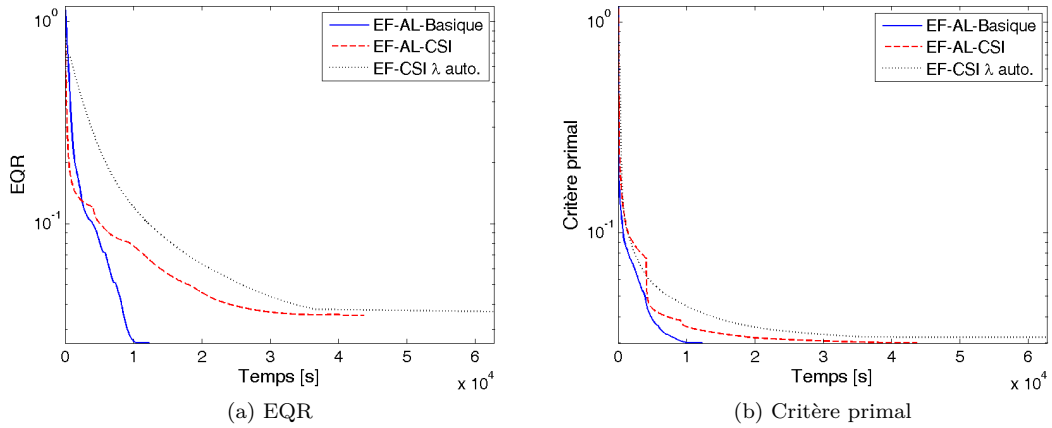 EF-AL-Basique
EF-AL-CSI
EF-CSI λ auto.
10⁰
10⁻¹
EQR
0 1 2 3 4 5 6
x 10⁴
Temps [s]
(a) EQR
EF-AL-Basique
EF-AL-CSI
EF-CSI λ auto.
10⁰
10⁻¹
Critère primal
0 1 2 3 4 5 6
x 10⁴
Temps [s]
(b) Critère primal